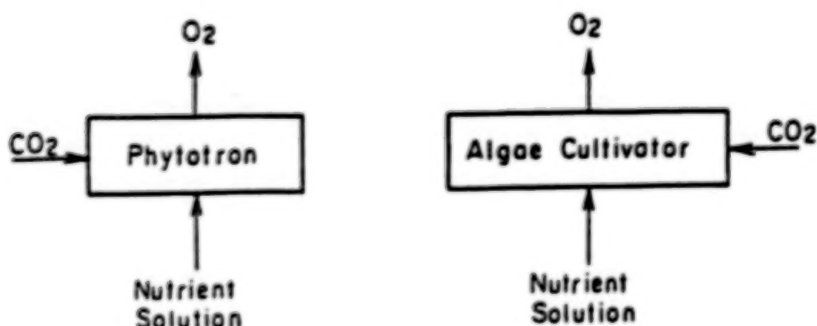 O2
CO2
Phytotron
Nutrient
Solution
O2
Algae Cultivator
CO2
Nutrient
Solution